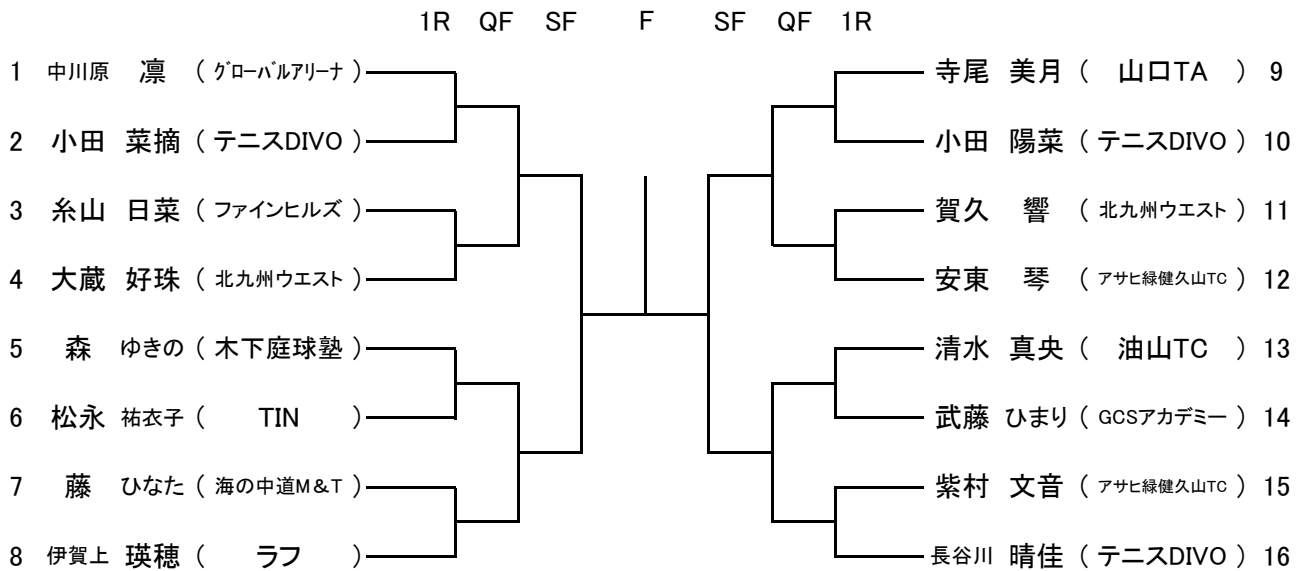 1R QF SF F SF QF 1R
1 中川原 凛 ( グローバルアリーナ ) 寺尾 美月 ( 山口TA ) 9
2 小田 菜摘 ( テニスDIVO ) 小田 陽菜 ( テニスDIVO ) 10
3 糸山 日菜 ( ファインヒルズ ) 賀久 響 ( 北九州ウエスト ) 11
4 大蔵 好珠 ( 北九州ウエスト ) 安東 琴 ( アサヒ緑健久山TC ) 12
5 森 ゆきの ( 木下庭球塾 ) 清水 真央 ( 油山TC ) 13
6 松永 祐衣子 ( TIN ) 武藤 ひまり ( GCSアカデミー ) 14
7 藤 ひなた ( 海の中道M&T ) 紫村 文音 ( アサヒ緑健久山TC ) 15
8 伊賀上 瑛穂 ( ラフ ) 長谷川 晴佳 ( テニスDIVO ) 16